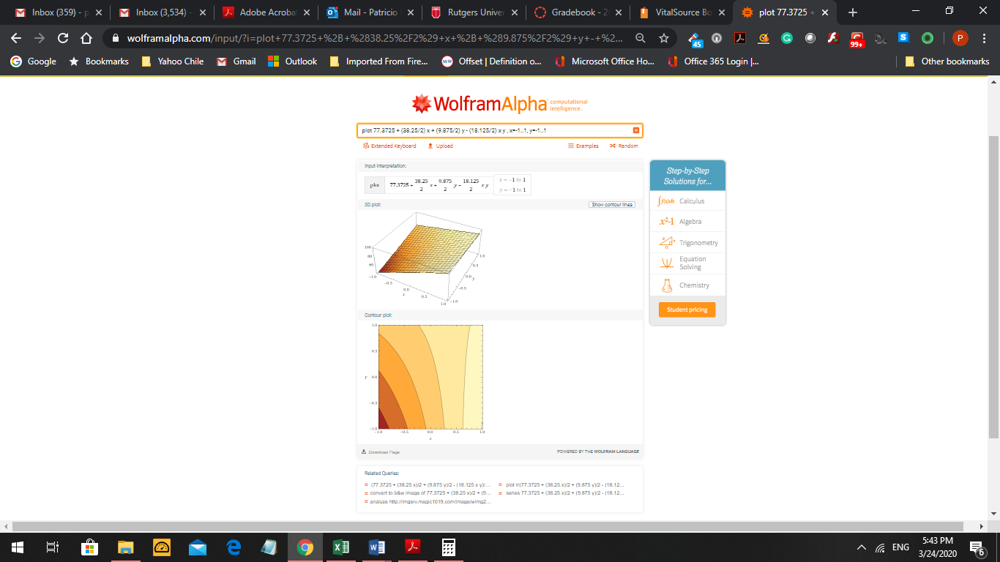 Inbox (359) - p
Inbox (3,534) -
Adobe Acroba
Mail - Patricio
Rutgers Univer
Gradebook - 2
VitalSource Bo
plot 77.3725 +
wolframalpha.com/input/?i=plot+77.3725+%2B+%2838.25%2F2%29+x+%2B+%289.875%2F2%29+y+-+%2...
45
99+
P
Google
Bookmarks
Yahoo Chile
Gmail
Outlook
Imported From Fire...
M-W
Offset | Definition o...
Microsoft Office Ho...
Office 365 Login |...
Other bookmarks
WolframAlpha computational intelligence.
plot 77.3725 + (38.25/2) x + (9.875/2) y - (18.125/2) x y , x=-1..1, y=-1..1
Extended Keyboard
Upload
Examples
Random
Input interpretation:
plot 77.3725 + 38.25/2 x + 9.875/2 y − 18.125/2 x y
x = −1 to 1
y = −1 to 1
3D plot:
Show contour lines
100
80
60
-1.0
-0.5
0.0
x
0.5
1.0
-1.0
-0.5
0.0
y
0.5
1.0
Contour plot:
1.0
0.5
y 0.0
-0.5
-1.0
-1.0 -0.5 0.0 0.5 1.0
x
Download Page
POWERED BY THE WOLFRAM LANGUAGE
Related Queries:
= (77.3725 + (38.25 x)/2 + (9.875 y)/2 - (18.125 x y)/...
= plot ln|77.3725 + (38.25 x)/2 + (9.875 y)/2 - (18.12...
= convert to b&w image of 77.3725 + (38.25 x)/2 + (9...
= series 77.3725 + (38.25 x)/2 + (9.875 y)/2 - (18.12...
= analyze http://imgsrv.magic1019.com/image/wimg2...
Step-by-Step
Solutions for...
∫f(x)dx Calculus
x²-1 Algebra
Trigonometry
Equation
Solving
Chemistry
Student pricing
ENG
5:43 PM
3/24/2020
6